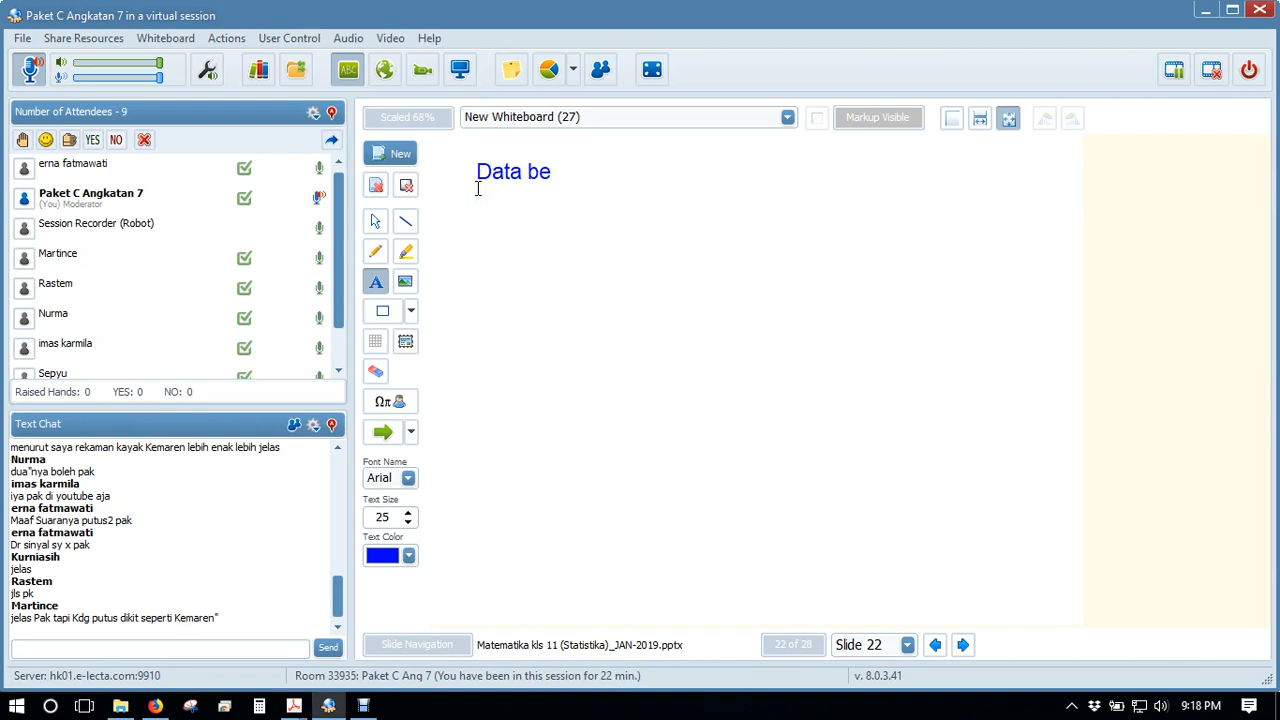 Paket C Angkatan 7 in a virtual session
File Share Resources Whiteboard Actions User Control Audio Video Help
ABC
Number of Attendees - 9
YES NO
erna fatmawati
Paket C Angkatan 7
(You) Moderator
Session Recorder (Robot)
Martince
Rastem
Nurma
imas karmila
Sepyu
Raised Hands: 0 YES: 0 NO: 0
Text Chat
menurut saya rekaman kayak Kemaren lebih enak lebih jelas
Nurma
dua"nya boleh pak
imas karmila
iya pak di youtube aja
erna fatmawati
Maaf Suaranya putus2 pak
erna fatmawati
Dr sinyal sy x pak
Kurniasih
jelas
Rastem
jls pk
Martince
jelas Pak tapi Kdg putus dikit seperti Kemaren"
Send
Scaled 68% New Whiteboard (27) Markup Visible
New
Data be
A
Ωπ
Font Name
Arial
Text Size
25
Text Color
Slide Navigation Matematika kls 11 (Statistika)_JAN-2019.pptx 22 of 28 Slide 22
Server: hk01.e-lecta.com:9910 Room 33935: Paket C Ang 7 (You have been in this session for 22 min.) v. 8.0.3.41
9:18 PM